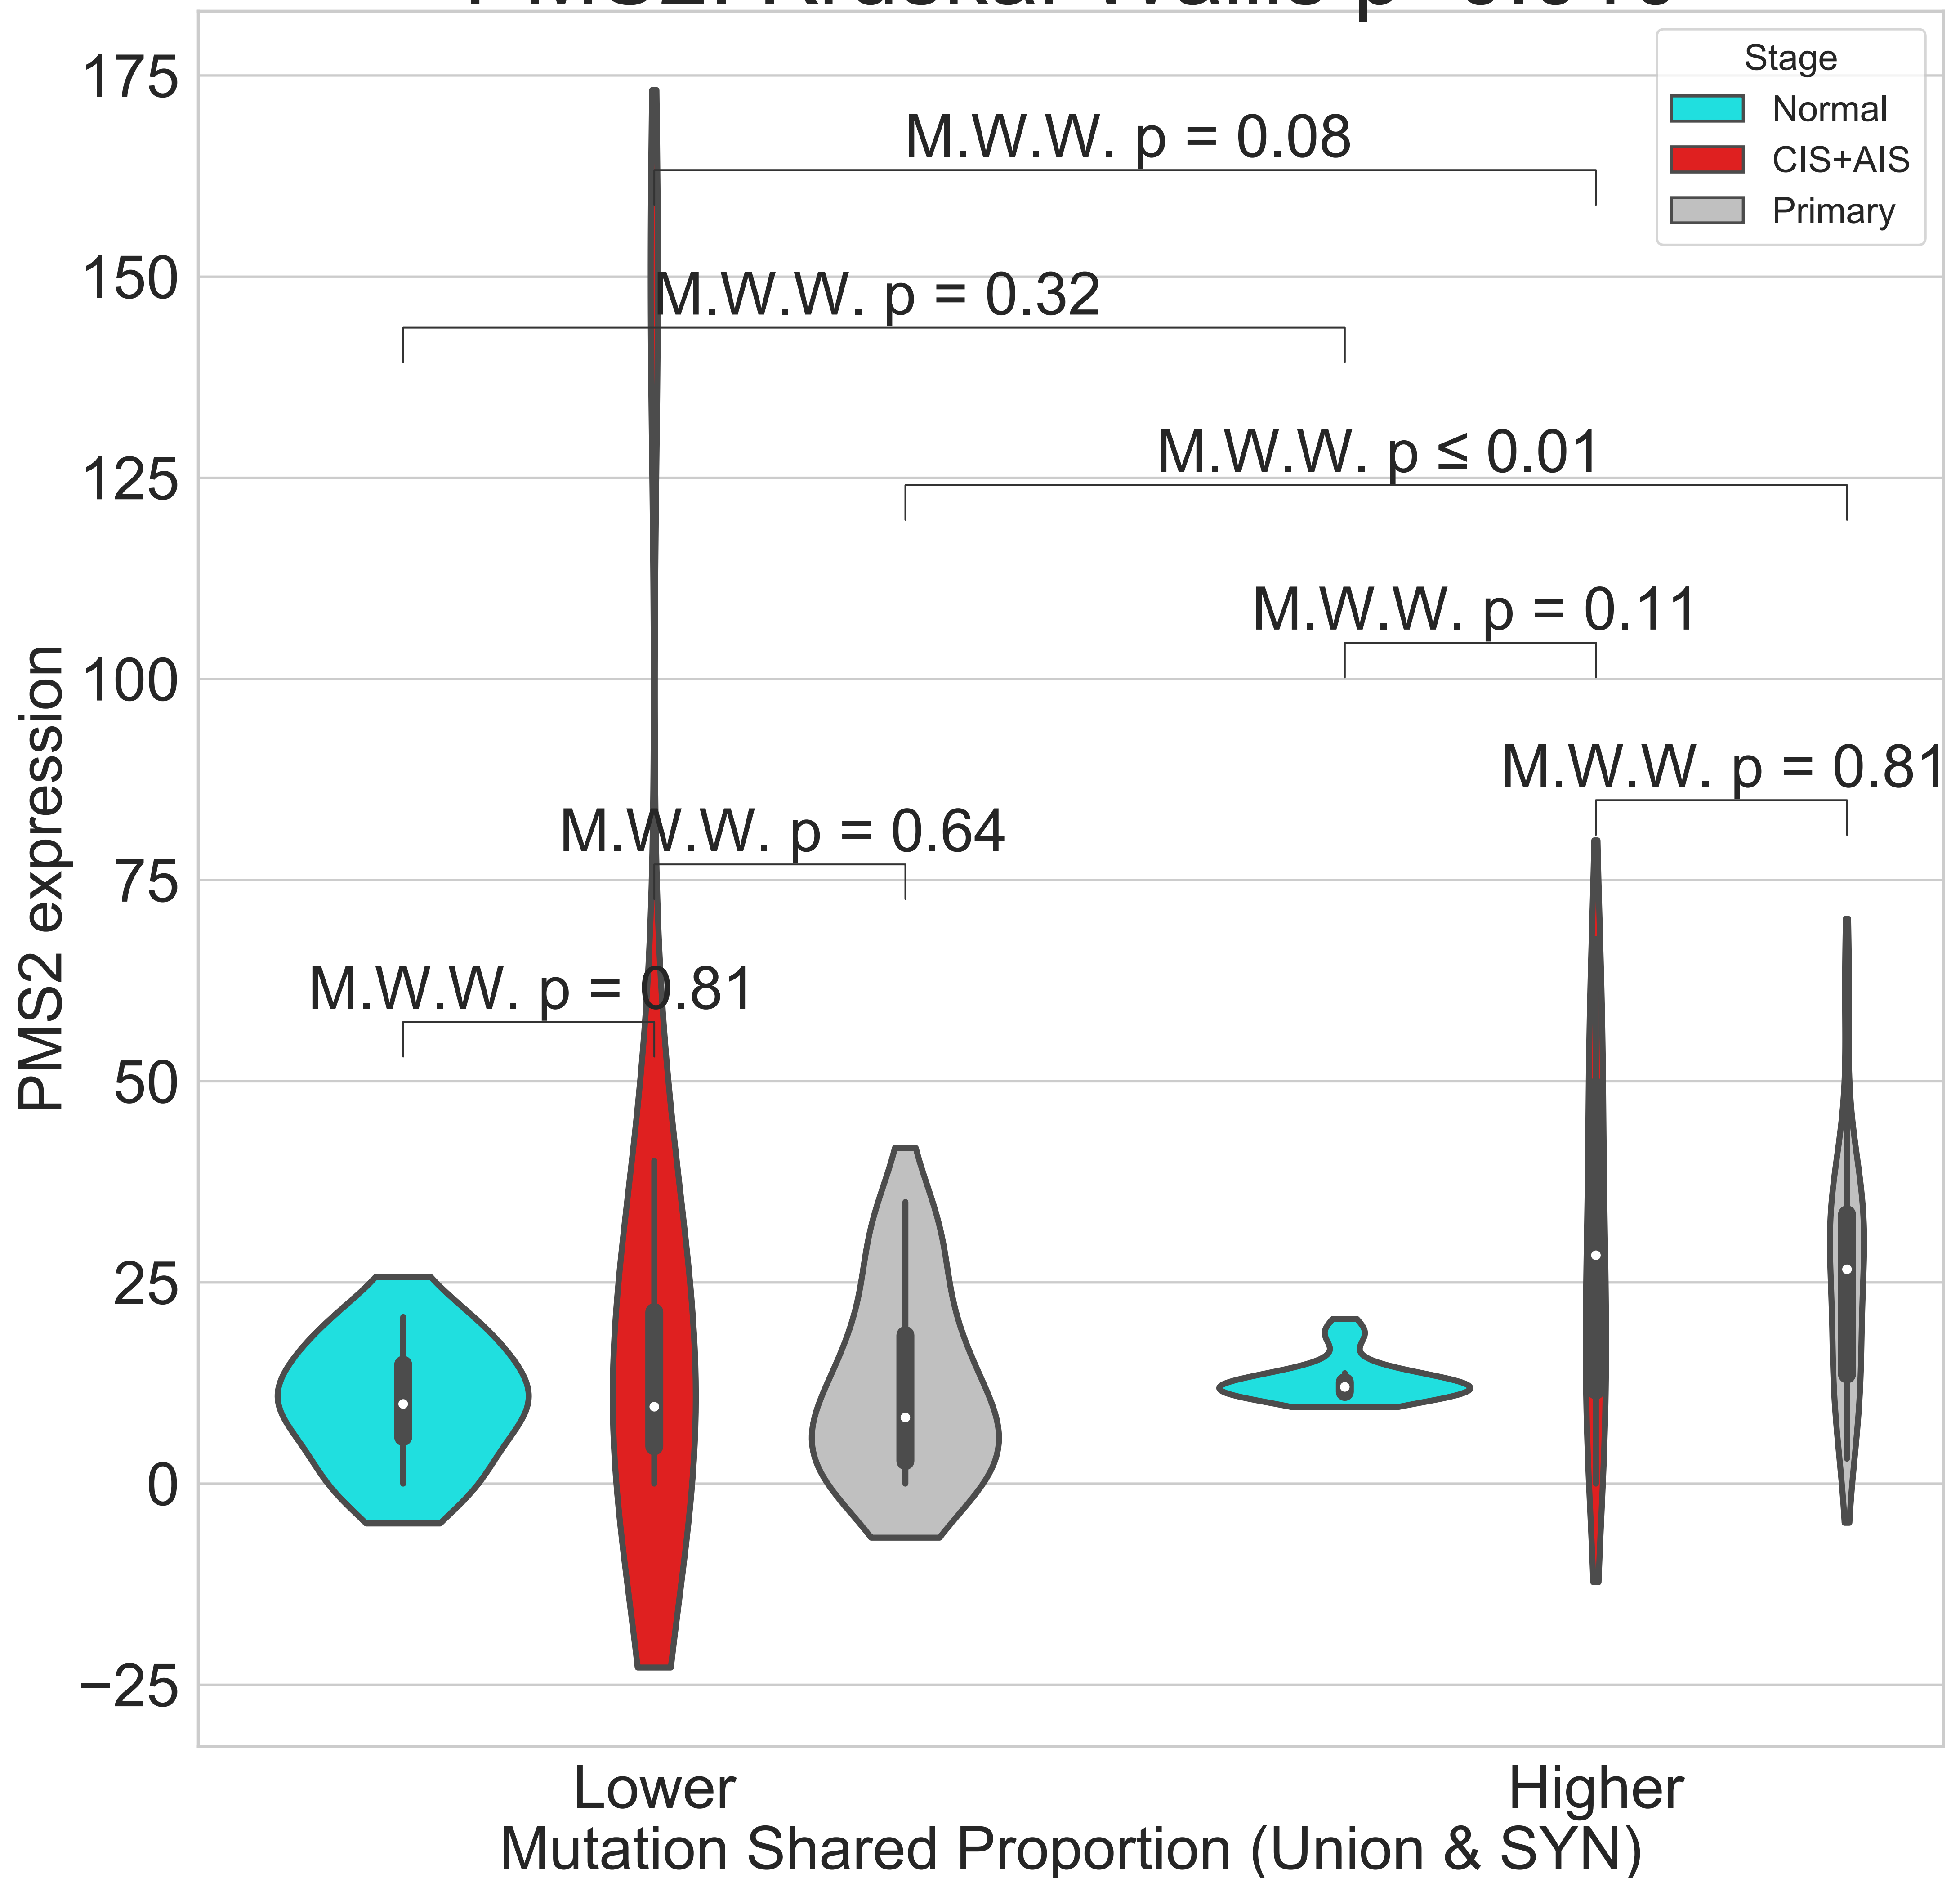 175
150
125
100
75
50
25
0
−25
PMS2 expression
Stage
Normal
CIS+AIS
Primary
M.W.W. p = 0.08
M.W.W. p = 0.32
M.W.W. p ≤ 0.01
M.W.W. p = 0.11
M.W.W. p = 0.81
M.W.W. p = 0.64
M.W.W. p = 0.81
Lower
Higher
Mutation Shared Proportion (Union & SYN)